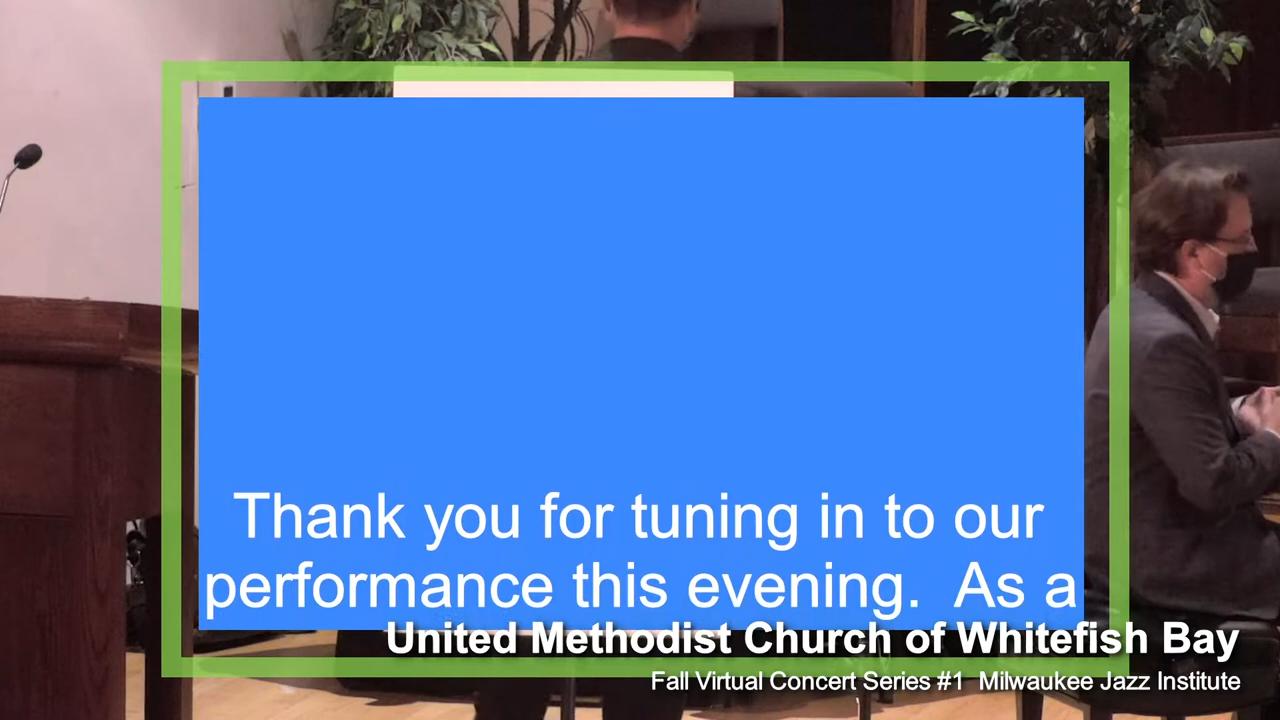 Thank you for tuning in to our
performance this evening.  As a
United Methodist Church of Whitefish Bay
Fall Virtual Concert Series #1  Milwaukee Jazz Institute